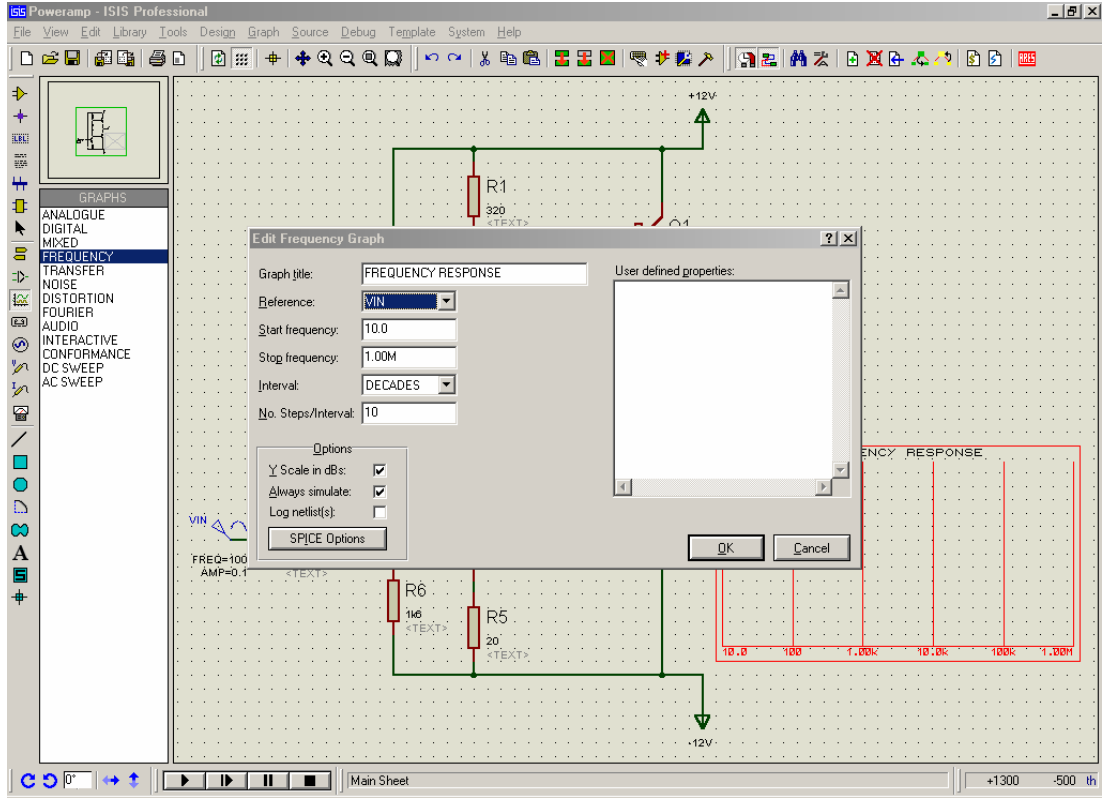 ISIS Poweramp - ISIS Professional
File View Edit Library Tools Design Graph Source Debug Template System Help
LBL
ARES
GRAPHS
ANALOGUE
DIGITAL
MIXED
FREQUENCY
TRANSFER
NOISE
DISTORTION
FOURIER
AUDIO
INTERACTIVE
CONFORMANCE
DC SWEEP
AC SWEEP
+12V
R1
320
<TEXT>
Q1
Edit Frequency Graph
Graph title: FREQUENCY RESPONSE
Reference: VIN
Start frequency: 10.0
Stop frequency: 1.00M
Interval: DECADES
No. Steps/Interval: 10
User defined properties:
Options
Y Scale in dBs:
Always simulate:
Log netlist(s):
SPICE Options
OK Cancel
ENCY RESPONSE
VIN
FREQ=100
AMP=0.1
<TEXT>
R6
1k6
<TEXT>
R5
20
<TEXT>
10.0 100 1.00k 10.0k 100k 1.00M
-12V
A
S
0°
Main Sheet
+1300 -500 th